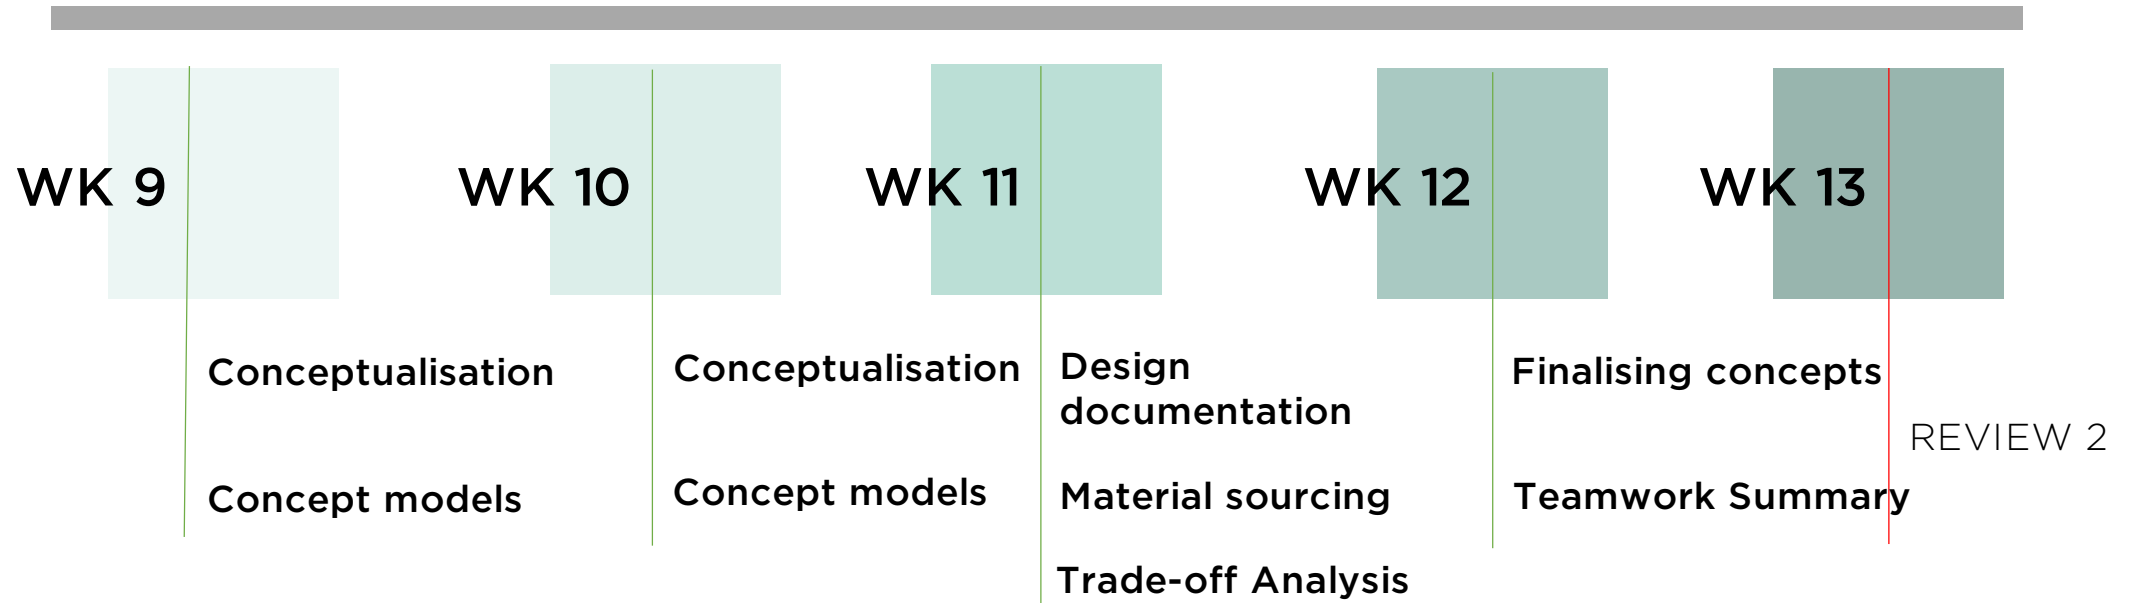 WK 9
WK 10
WK 11
WK 12
WK 13
Conceptualisation
Concept models
Conceptualisation
Concept models
Design
documentation
Material sourcing
Trade-off Analysis
Finalising concepts
Teamwork Summary
REVIEW 2